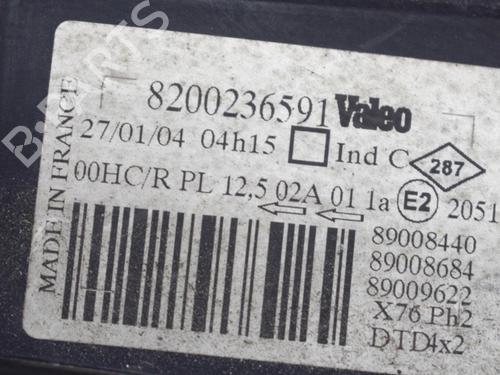 8200236591 Valeo
27/01/04 04h15 Ind C 287
00HC/R PL 12,5 02A 01 1a E2 2051
MADE IN FRANCE
89008440
89008684
89009622
X76 Ph2
DTD4x2